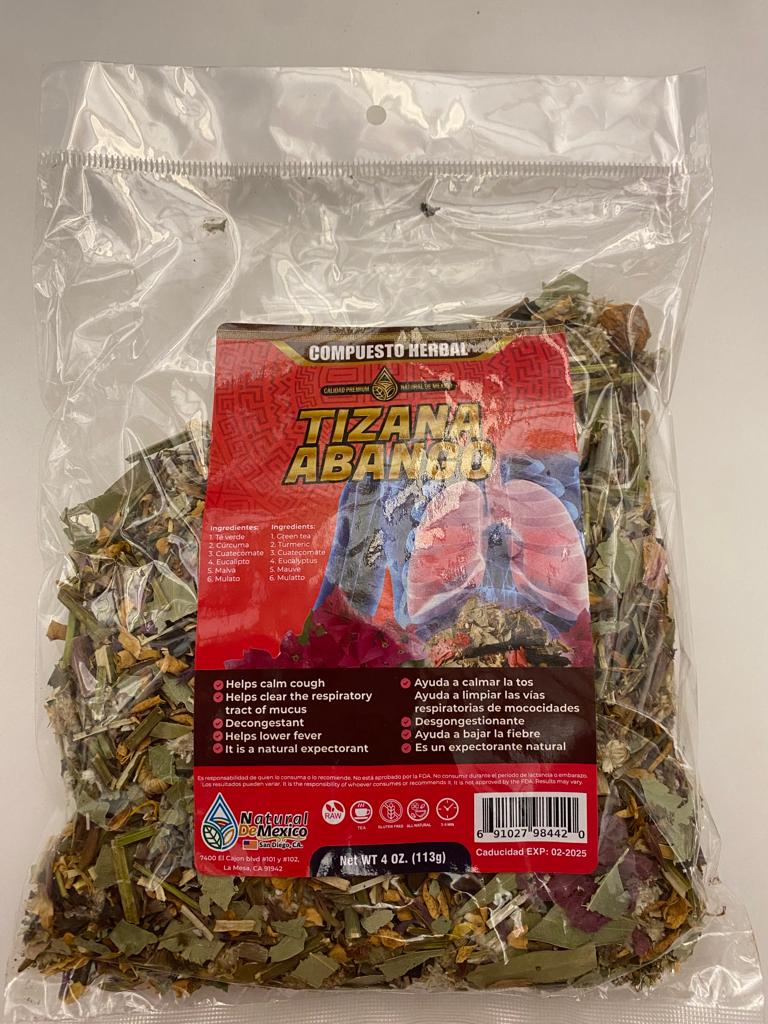 COMPUESTO HERBAL
CALIDAD PREMIUM NATURAL DE MEXICO
TIZANA
ABANGO
Ingredientes:
1. Té verde
2. Cúrcuma
3. Cuatecomate
4. Eucalipto
5. Malva
6. Mulato
Ingredients:
1. Green tea
2. Turmeric
3. Cuatecomate
4. Eucalyptus
5. Mauve
6. Mulatto
Helps calm cough
Helps clear the respiratory
tract of mucus
Decongestant
Helps lower fever
It is a natural expectorant
Ayuda a calmar la tos
Ayuda a limpiar las vías
respiratorias de mococidades
Desgongestionante
Ayuda a bajar la fiebre
Es un expectorante natural
Es responsabilidad de quien lo consuma o lo recomiende. No está aprobado por la FDA. No consumir durante el periodo de lactancia o embarazo.
Los resultados pueden variar. It is the responsibility of whoever consumes or recommends it. It is not approved by the FDA. Results may vary.
Natural
De Mexico
San Diego, CA.
7400 El Cajon blvd #101 y #102,
La Mesa, CA 91942
RAW
TEA
GLUTEN FREE
ALL NATURAL
Net WT 4 OZ. (113g)
6 91027 98442 0
Caducidad EXP: 02-2025